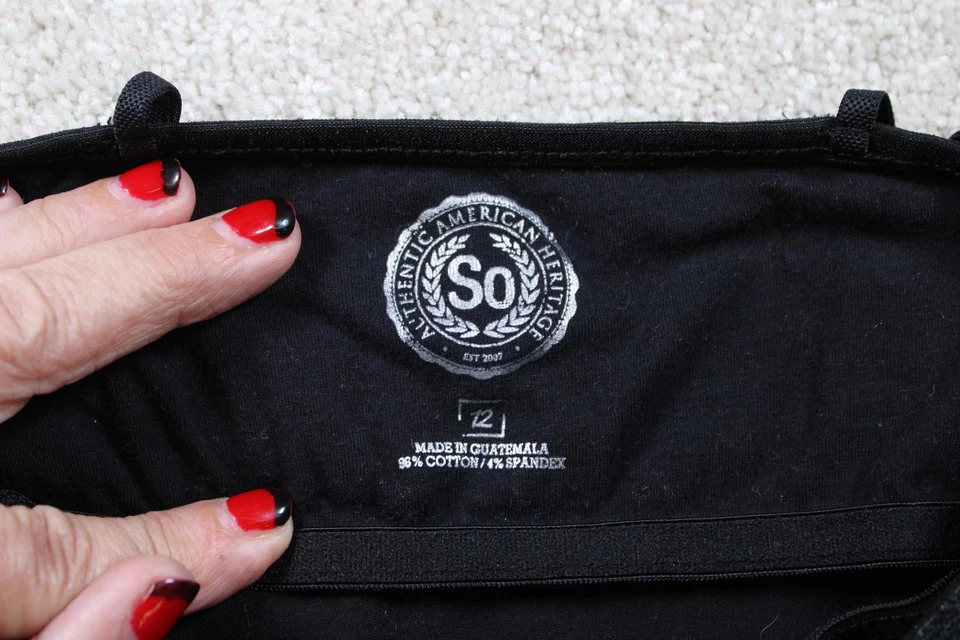 AUTHENTIC AMERICAN HERITAGE
So
EST 2007
12
MADE IN GUATEMALA
96% COTTON / 4% SPANDEX